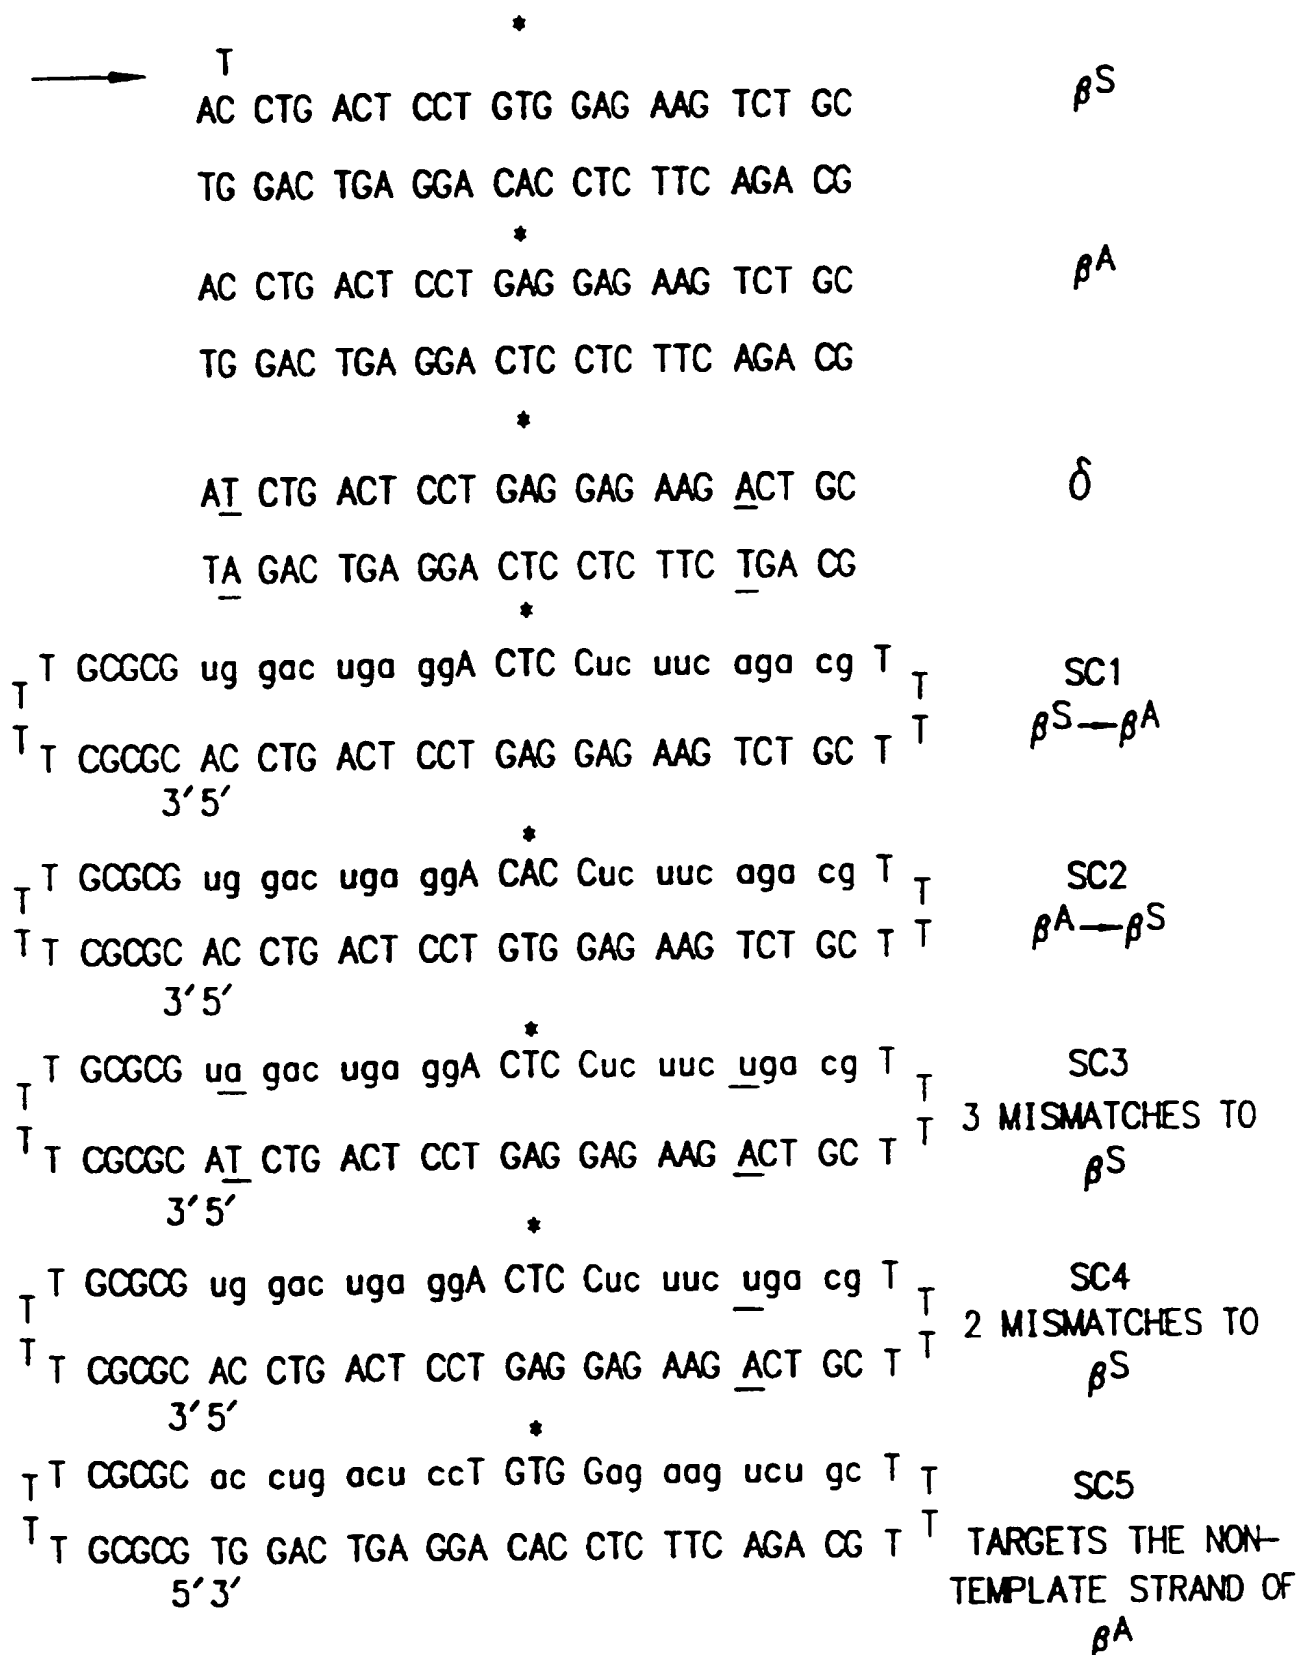 *
T
AC CTG ACT CCT GTG GAG AAG TCT GC βS
TG GAC TGA GGA CAC CTC TTC AGA CG
*
AC CTG ACT CCT GAG GAG AAG TCT GC βA
TG GAC TGA GGA CTC CTC TTC AGA CG
*
AT CTG ACT CCT GAG GAG AAG ACT GC δ
TA GAC TGA GGA CTC CTC TTC TGA CG
*
T GCGCG ug gac uga ggA CTC Cuc uuc aga cg T SC1
T T
T T βS—βA
T CGCGC AC CTG ACT CCT GAG GAG AAG TCT GC T
3′5′
*
T GCGCG ug gac uga ggA CAC Cuc uuc aga cg T SC2
T T
T T βA—βS
T CGCGC AC CTG ACT CCT GTG GAG AAG TCT GC T
3′5′
*
T GCGCG ua gac uga ggA CTC Cuc uuc uga cg T SC3
T T
T T 3 MISMATCHES TO
T CGCGC AT CTG ACT CCT GAG GAG AAG ACT GC T βS
3′5′
*
T GCGCG ug gac uga ggA CTC Cuc uuc uga cg T SC4
T T
T T 2 MISMATCHES TO
T CGCGC AC CTG ACT CCT GAG GAG AAG ACT GC T βS
3′5′
*
T CGCGC ac cug acu ccT GTG Gag aag ucu gc T SC5
T T
T T TARGETS THE NON-
T GCGCG TG GAC TGA GGA CAC CTC TTC AGA CG T
5′3′ TEMPLATE STRAND OF
βA